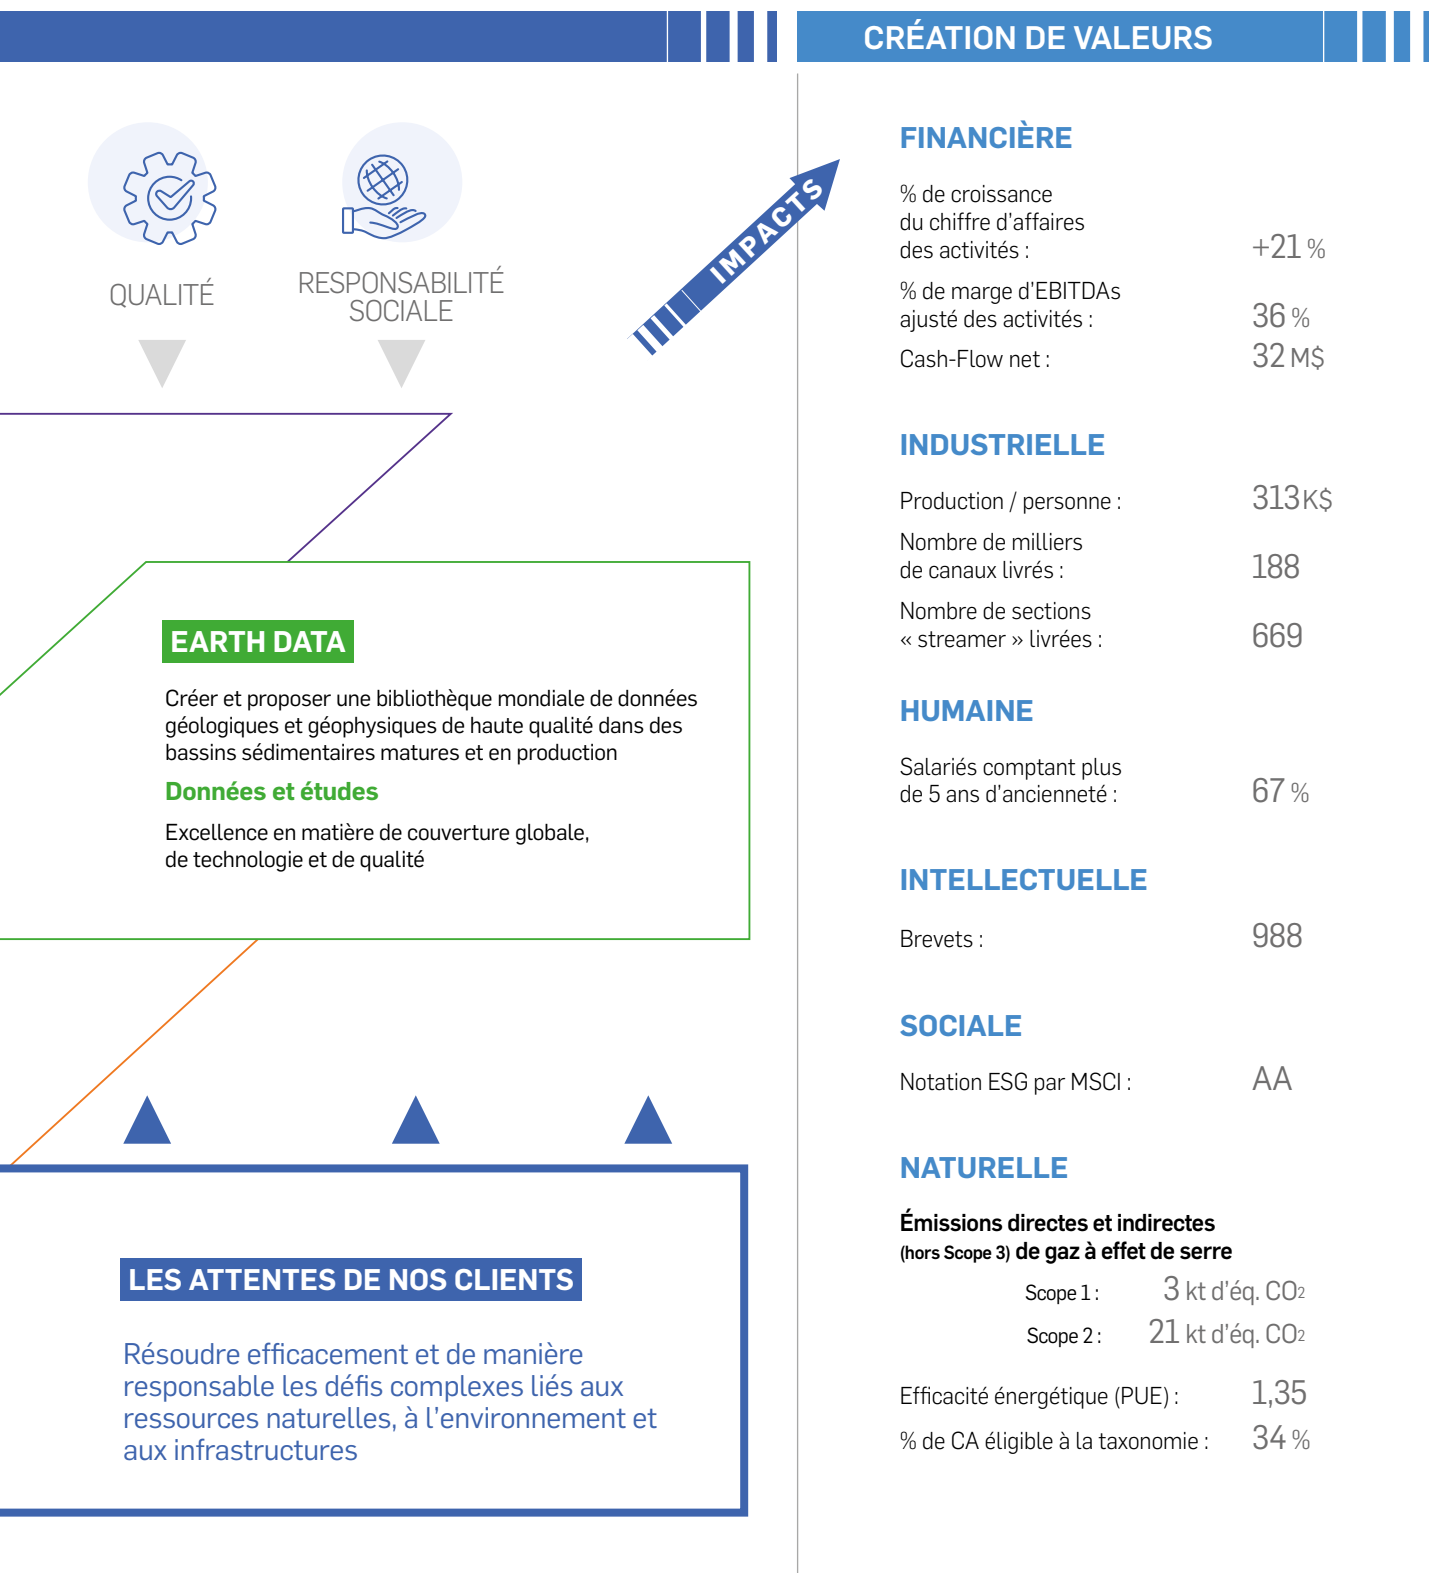 CRÉATION DE VALEURS
QUALITÉ
RESPONSABILITÉ
SOCIALE
IMPACTS
EARTH DATA
Créer et proposer une bibliothèque mondiale de données
géologiques et géophysiques de haute qualité dans des
bassins sédimentaires matures et en production
Données et études
Excellence en matière de couverture globale,
de technologie et de qualité
LES ATTENTES DE NOS CLIENTS
Résoudre efficacement et de manière
responsable les défis complexes liés aux
ressources naturelles, à l'environnement et
aux infrastructures
FINANCIÈRE
% de croissance
du chiffre d'affaires
des activités : +21 %
% de marge d'EBITDAs
ajusté des activités : 36 %
Cash-Flow net : 32 M$
INDUSTRIELLE
Production / personne : 313 K$
Nombre de milliers
de canaux livrés : 188
Nombre de sections
« streamer » livrées : 669
HUMAINE
Salariés comptant plus
de 5 ans d'ancienneté : 67 %
INTELLECTUELLE
Brevets : 988
SOCIALE
Notation ESG par MSCI : AA
NATURELLE
Émissions directes et indirectes
(hors Scope 3) de gaz à effet de serre
Scope 1 : 3 kt d'éq. CO2
Scope 2 : 21 kt d'éq. CO2
Efficacité énergétique (PUE) : 1,35
% de CA éligible à la taxonomie : 34 %